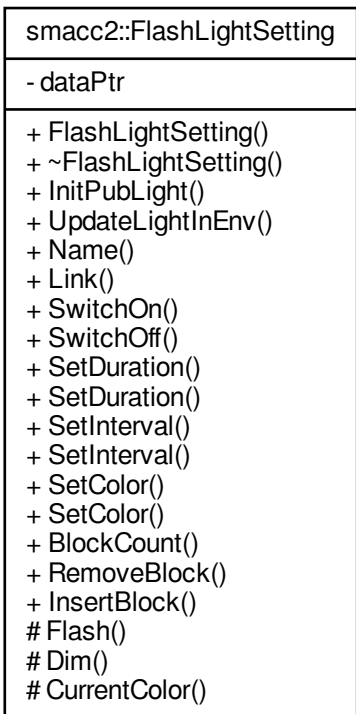 smacc2::FlashLightSetting
- dataPtr
+ FlashLightSetting()
+ ~FlashLightSetting()
+ InitPubLight()
+ UpdateLightInEnv()
+ Name()
+ Link()
+ SwitchOn()
+ SwitchOff()
+ SetDuration()
+ SetDuration()
+ SetInterval()
+ SetInterval()
+ SetColor()
+ SetColor()
+ BlockCount()
+ RemoveBlock()
+ InsertBlock()
# Flash()
# Dim()
# CurrentColor()